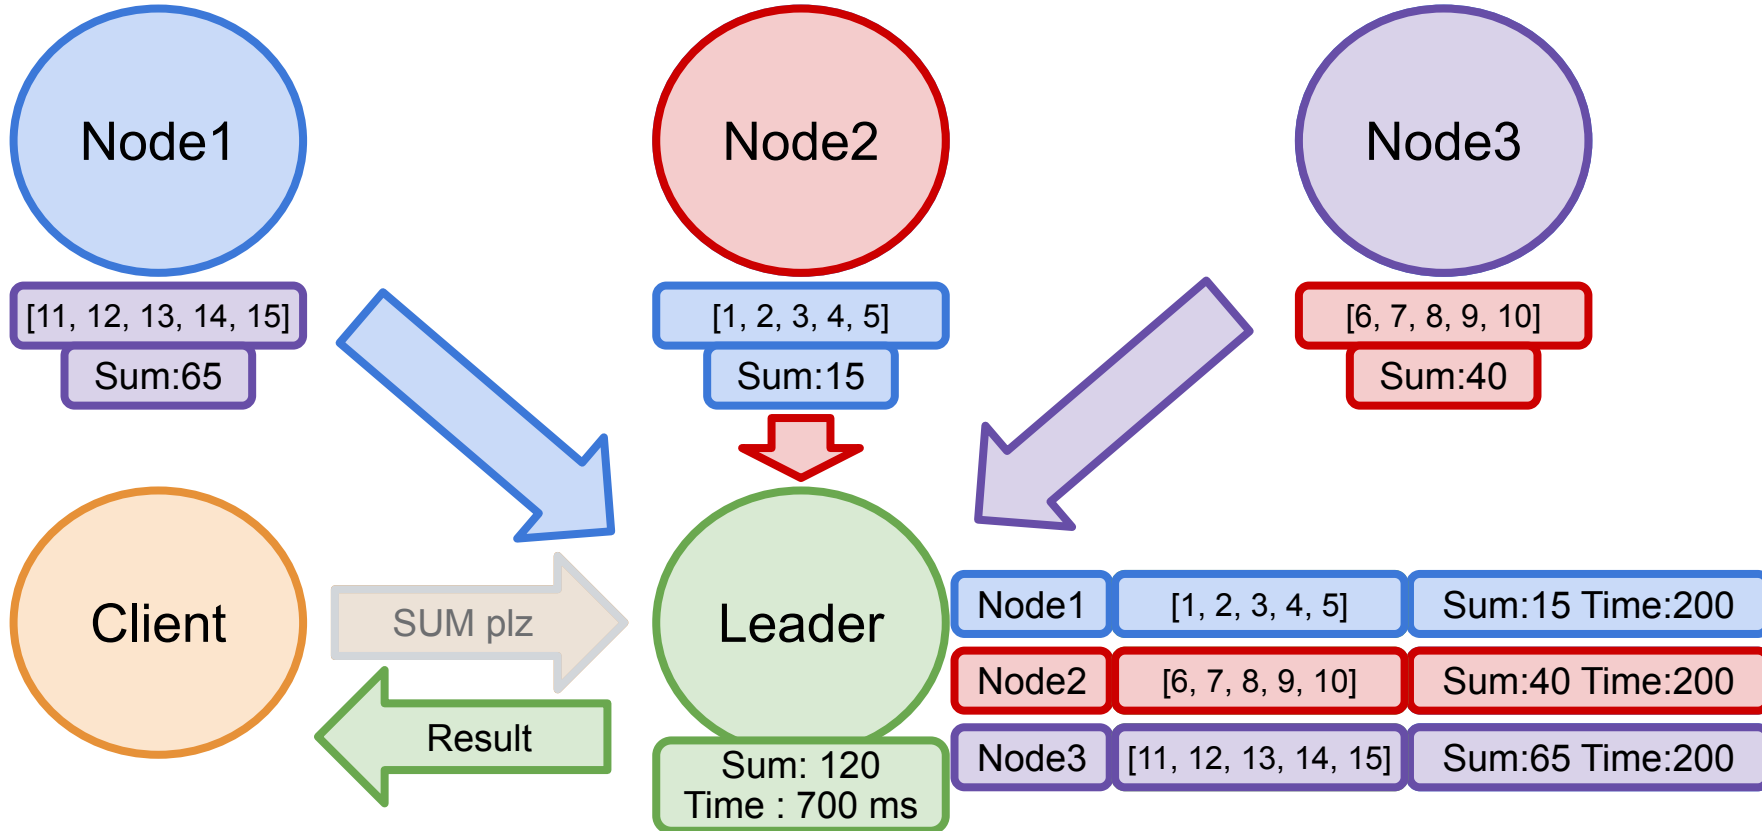 Node1
Node2
Node3
[11, 12, 13, 14, 15]
[1, 2, 3, 4, 5]
[6, 7, 8, 9, 10]
Sum:65
Sum:15
Sum:40
Client
SUM plz
Leader
Result
Sum: 120
Time : 700 ms
Node1 [1, 2, 3, 4, 5] Sum:15 Time:200
Node2 [6, 7, 8, 9, 10] Sum:40 Time:200
Node3 [11, 12, 13, 14, 15] Sum:65 Time:200